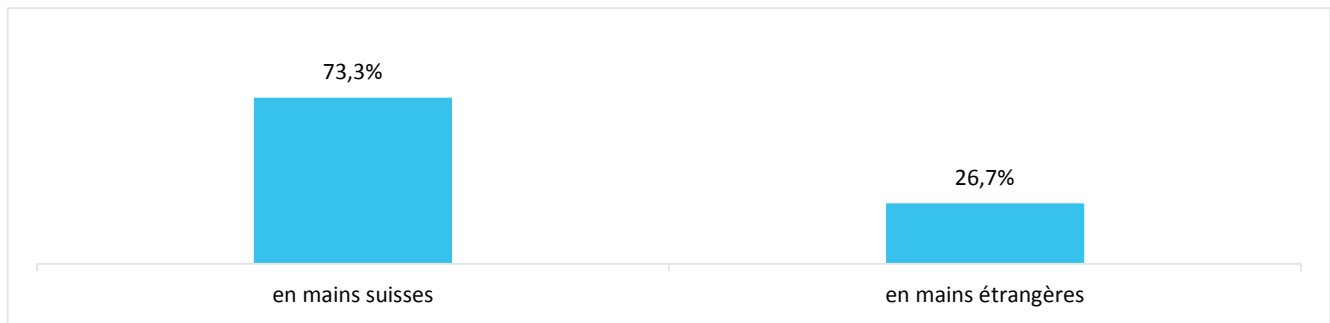 73,3%
26,7%
en mains suisses
en mains étrangères